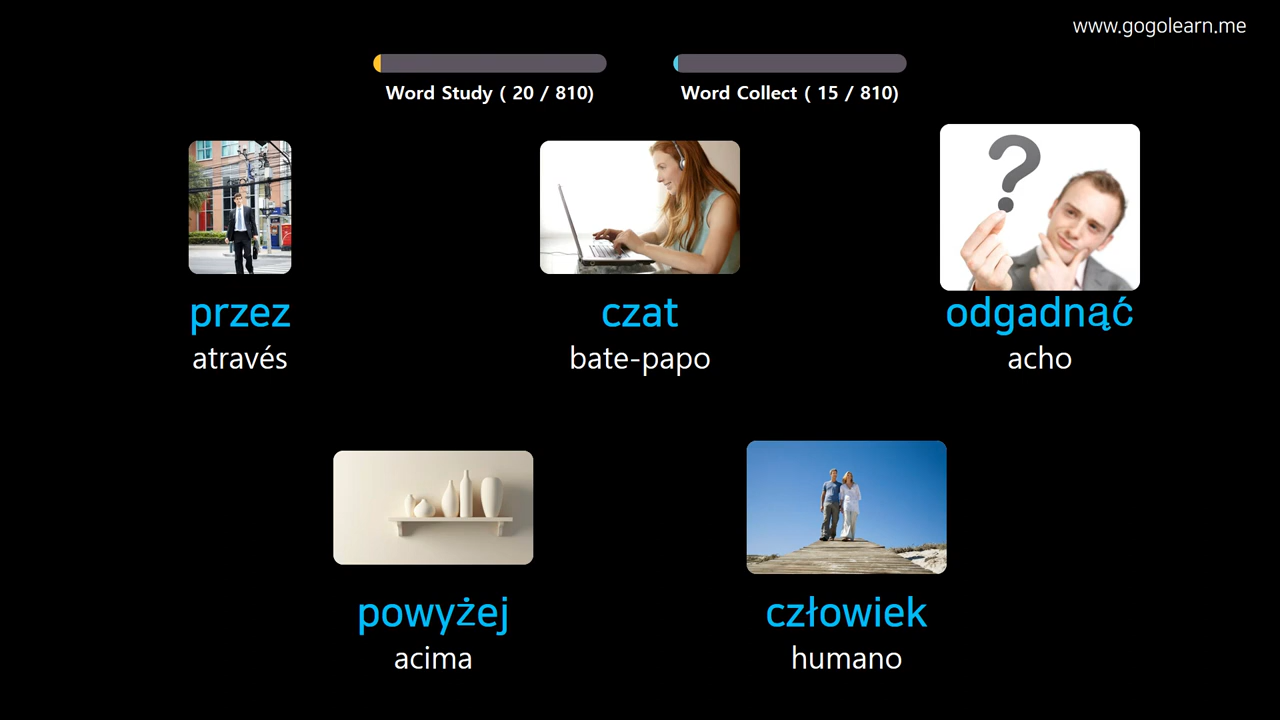 www.gogolearn.me
Word Study ( 20 / 810)
Word Collect ( 15 / 810)
przez
através
czat
bate-papo
odgadnąć
acho
powyżej
acima
człowiek
humano